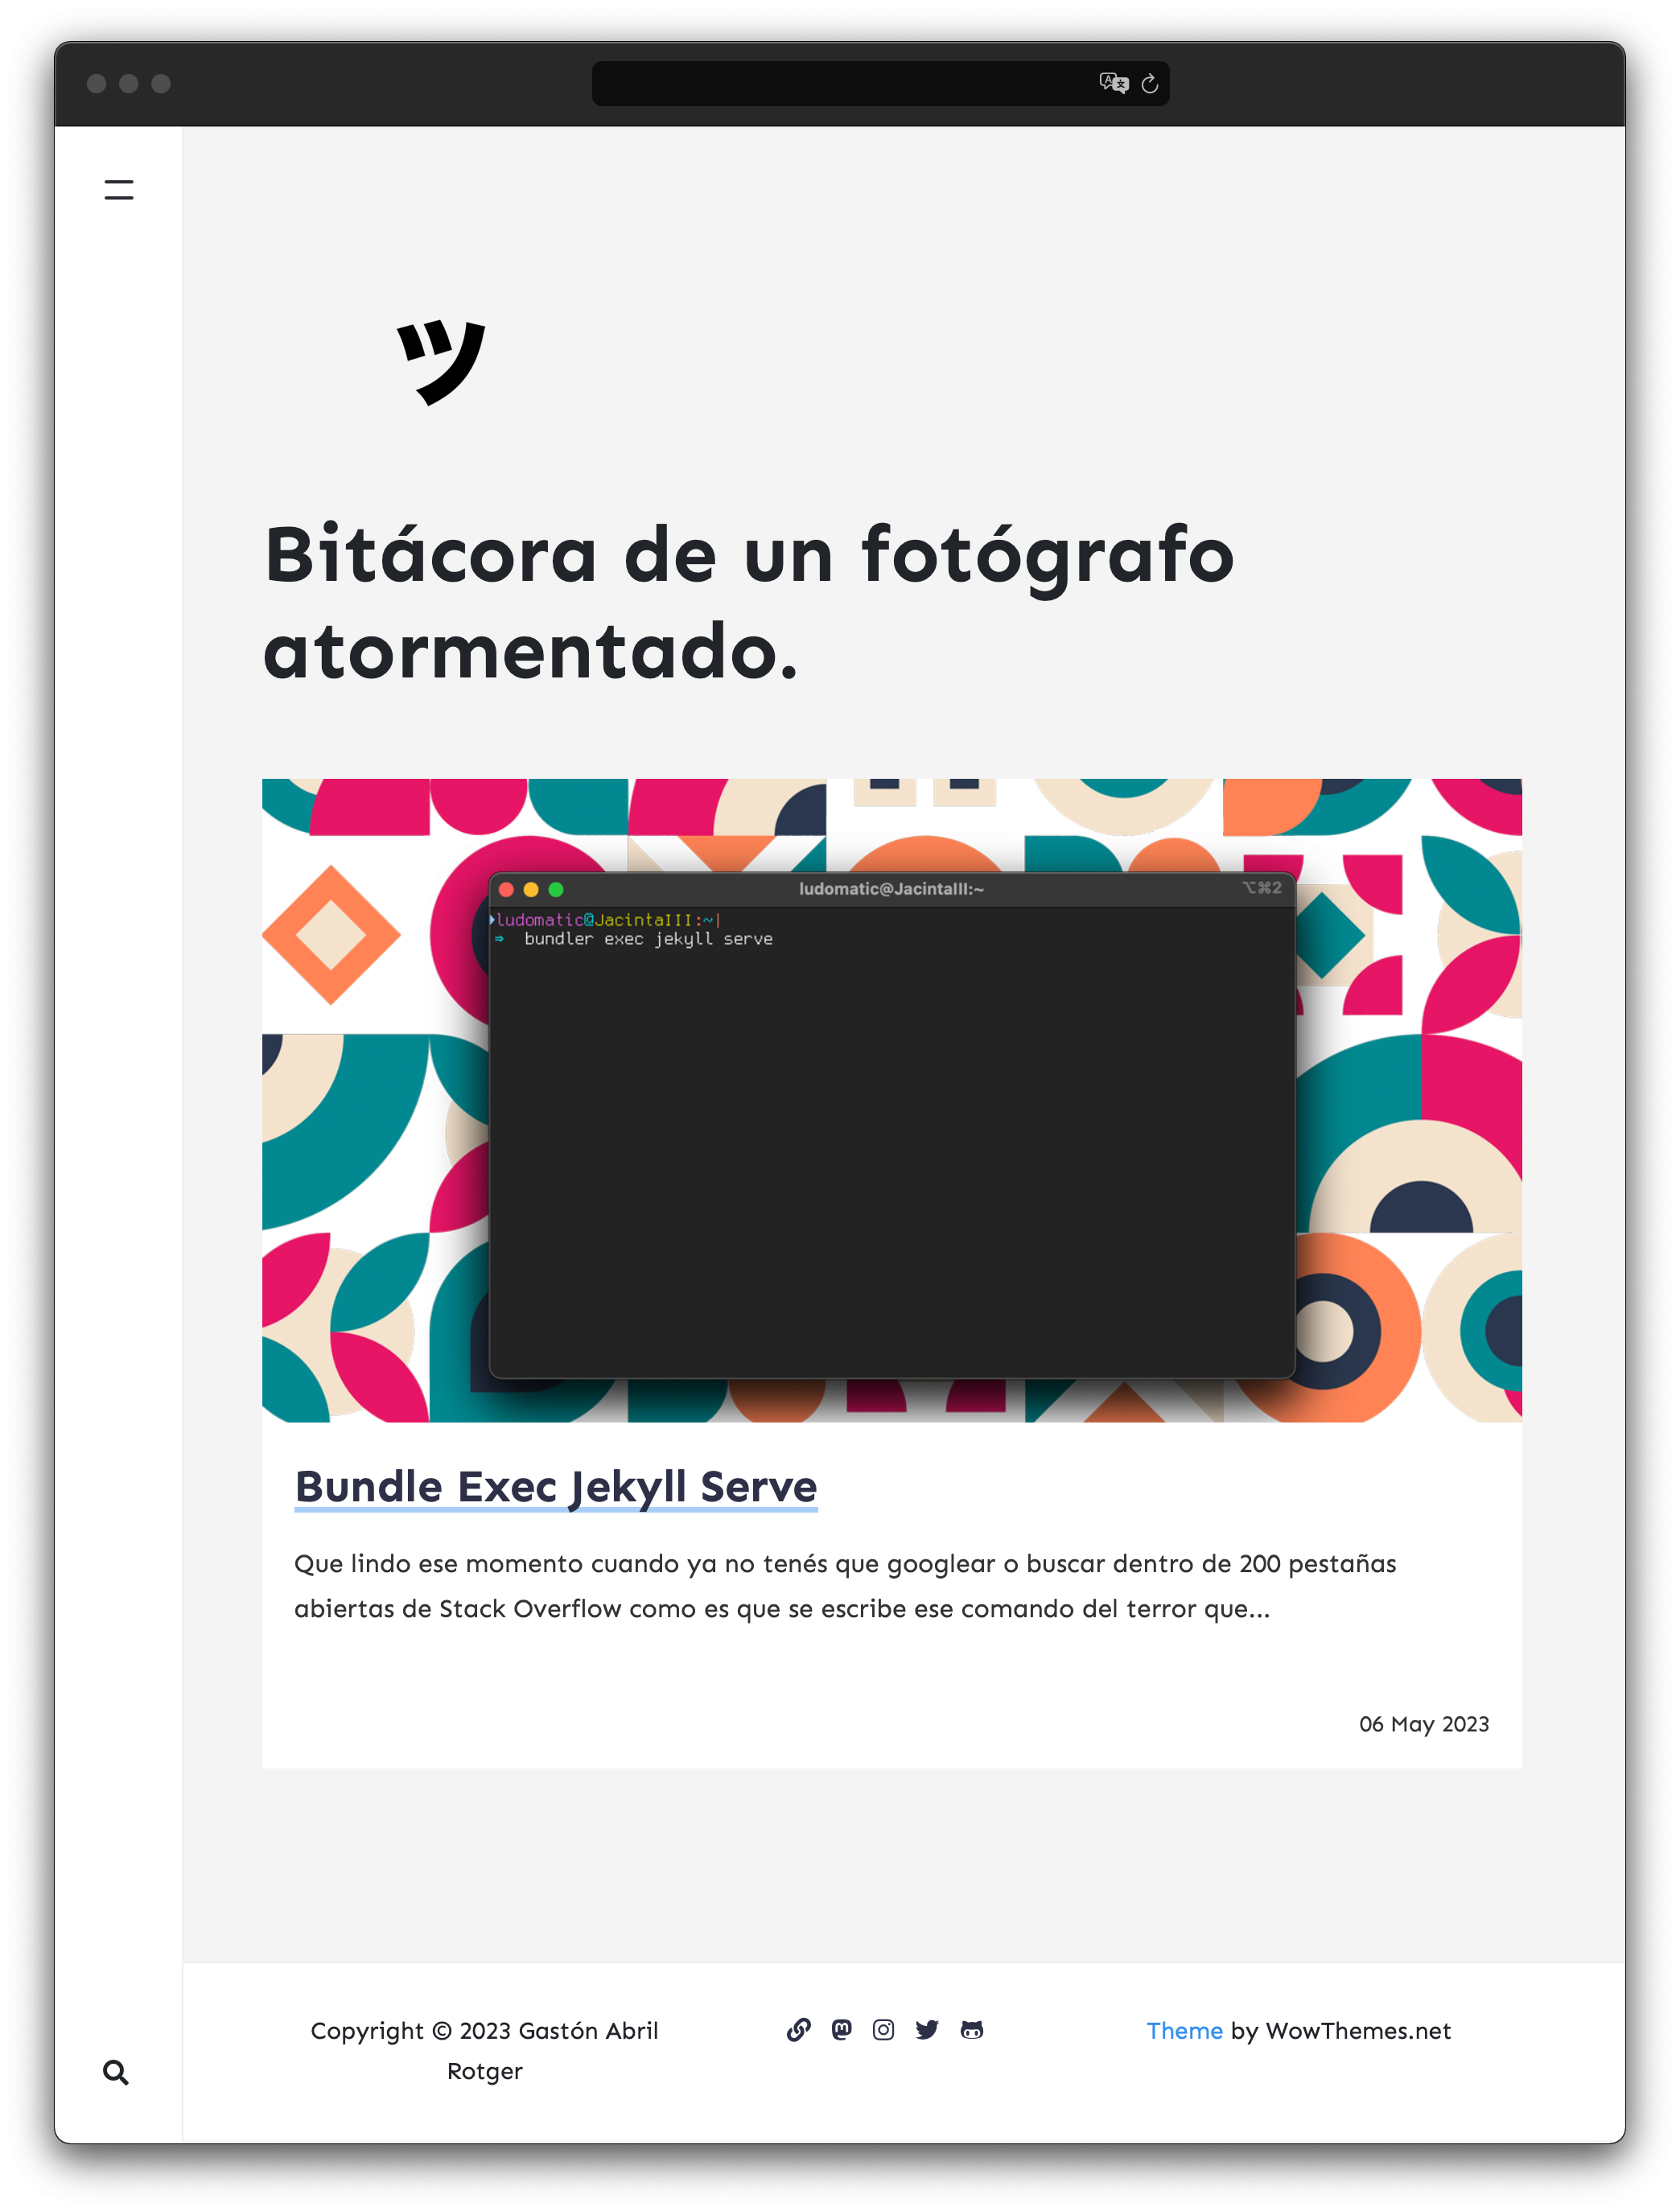 ツ
Bitácora de un fotógrafo
atormentado.
ludomatic@JacintaIII:~
⌥⌘2
ludomatic@JacintaIII:~|
⇒ bundler exec jekyll serve
Bundle Exec Jekyll Serve
Que lindo ese momento cuando ya no tenés que googlear o buscar dentro de 200 pestañas
abiertas de Stack Overflow como es que se escribe ese comando del terror que...
06 May 2023
Copyright © 2023 Gastón Abril
Rotger
Theme by WowThemes.net